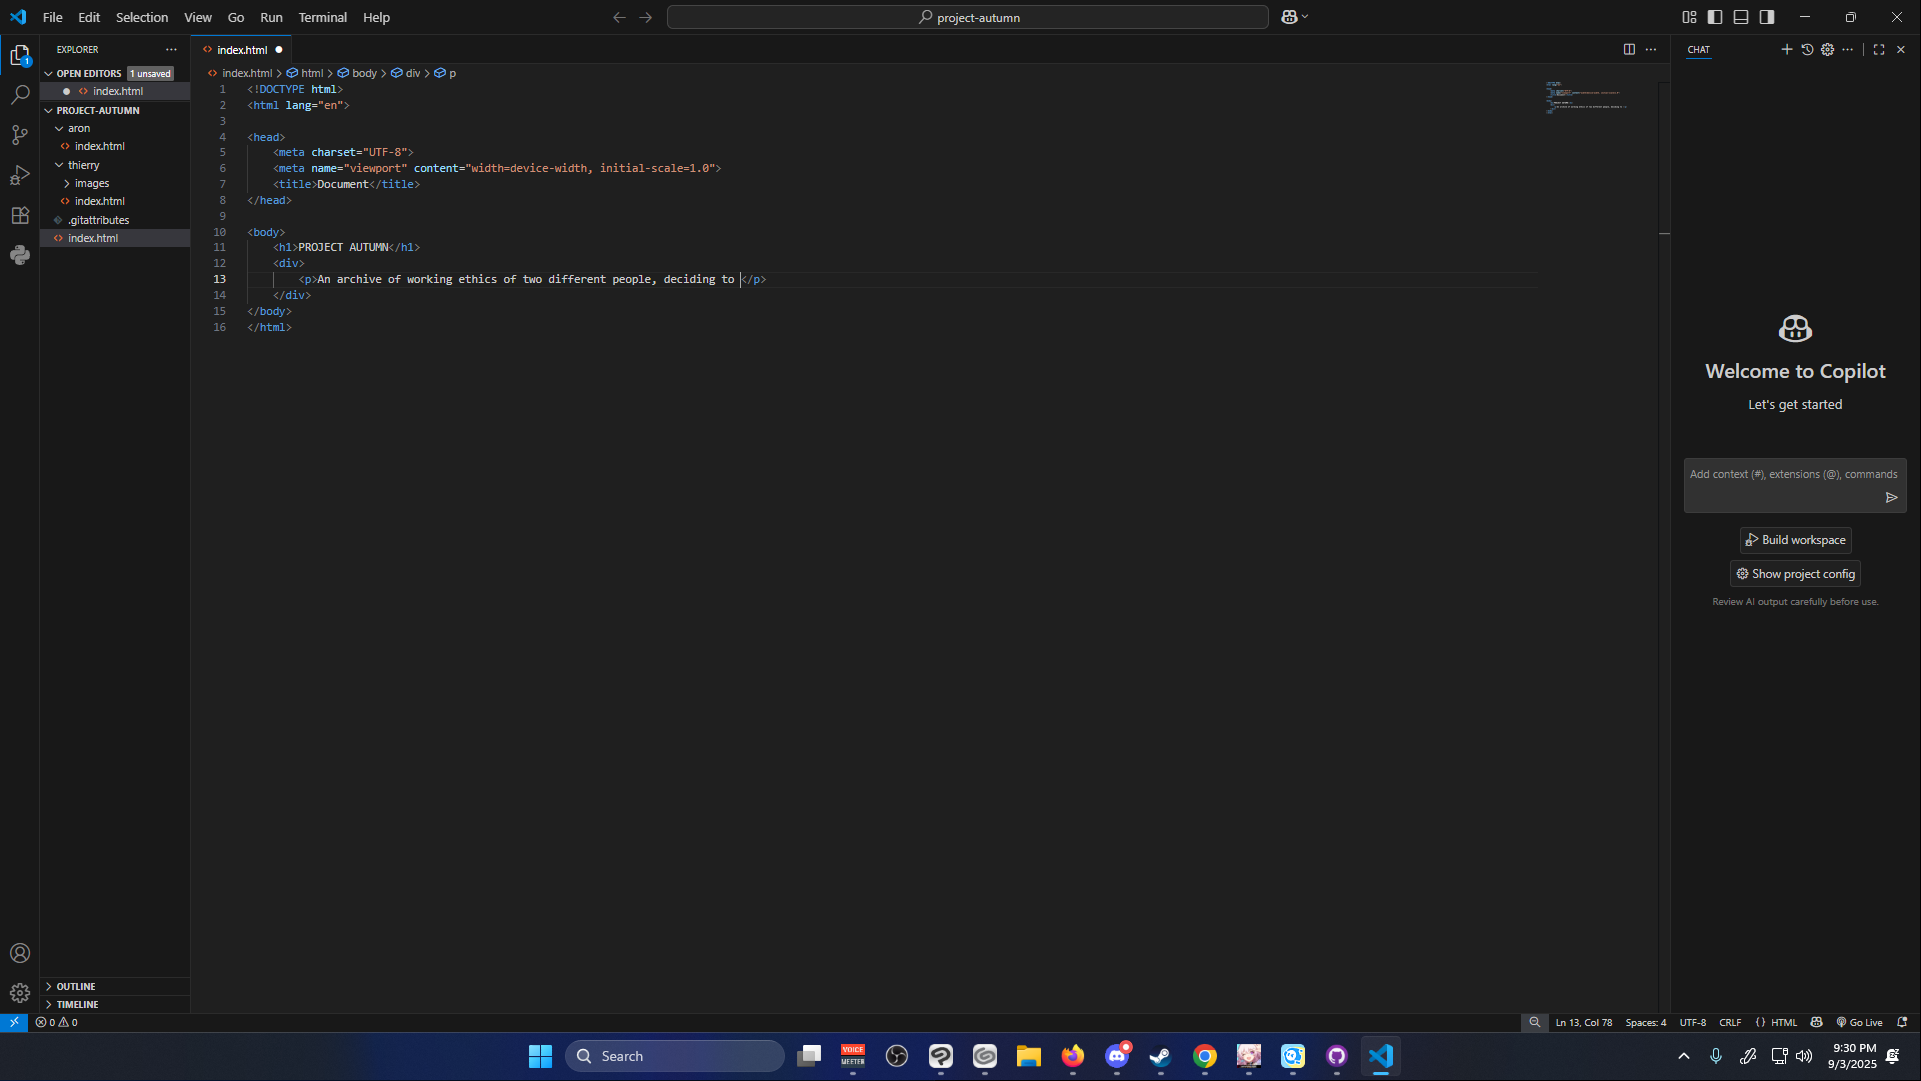 File Edit Selection View Go Run Terminal Help
project-autumn
EXPLORER
1
OPEN EDITORS 1 unsaved
index.html
PROJECT-AUTUMN
aron
index.html
thierry
images
index.html
.gitattributes
index.html
OUTLINE
TIMELINE
index.html
index.html > html > body > div > p
1 <!DOCTYPE html>
2 <html lang="en">
3
4 <head>
5 <meta charset="UTF-8">
6 <meta name="viewport" content="width=device-width, initial-scale=1.0">
7 <title>Document</title>
8 </head>
9
10 <body>
11 <h1>PROJECT AUTUMN</h1>
12 <div>
13 <p>An archive of working ethics of two different people, deciding to </p>
14 </div>
15 </body>
16 </html>
CHAT
Welcome to Copilot
Let's get started
Add context (#), extensions (@), commands
Build workspace
Show project config
Review AI output carefully before use.
0 0
Ln 13, Col 78 Spaces: 4 UTF-8 CRLF {} HTML Go Live
Search
VOICE
MEETER
9:30 PM
9/3/2025